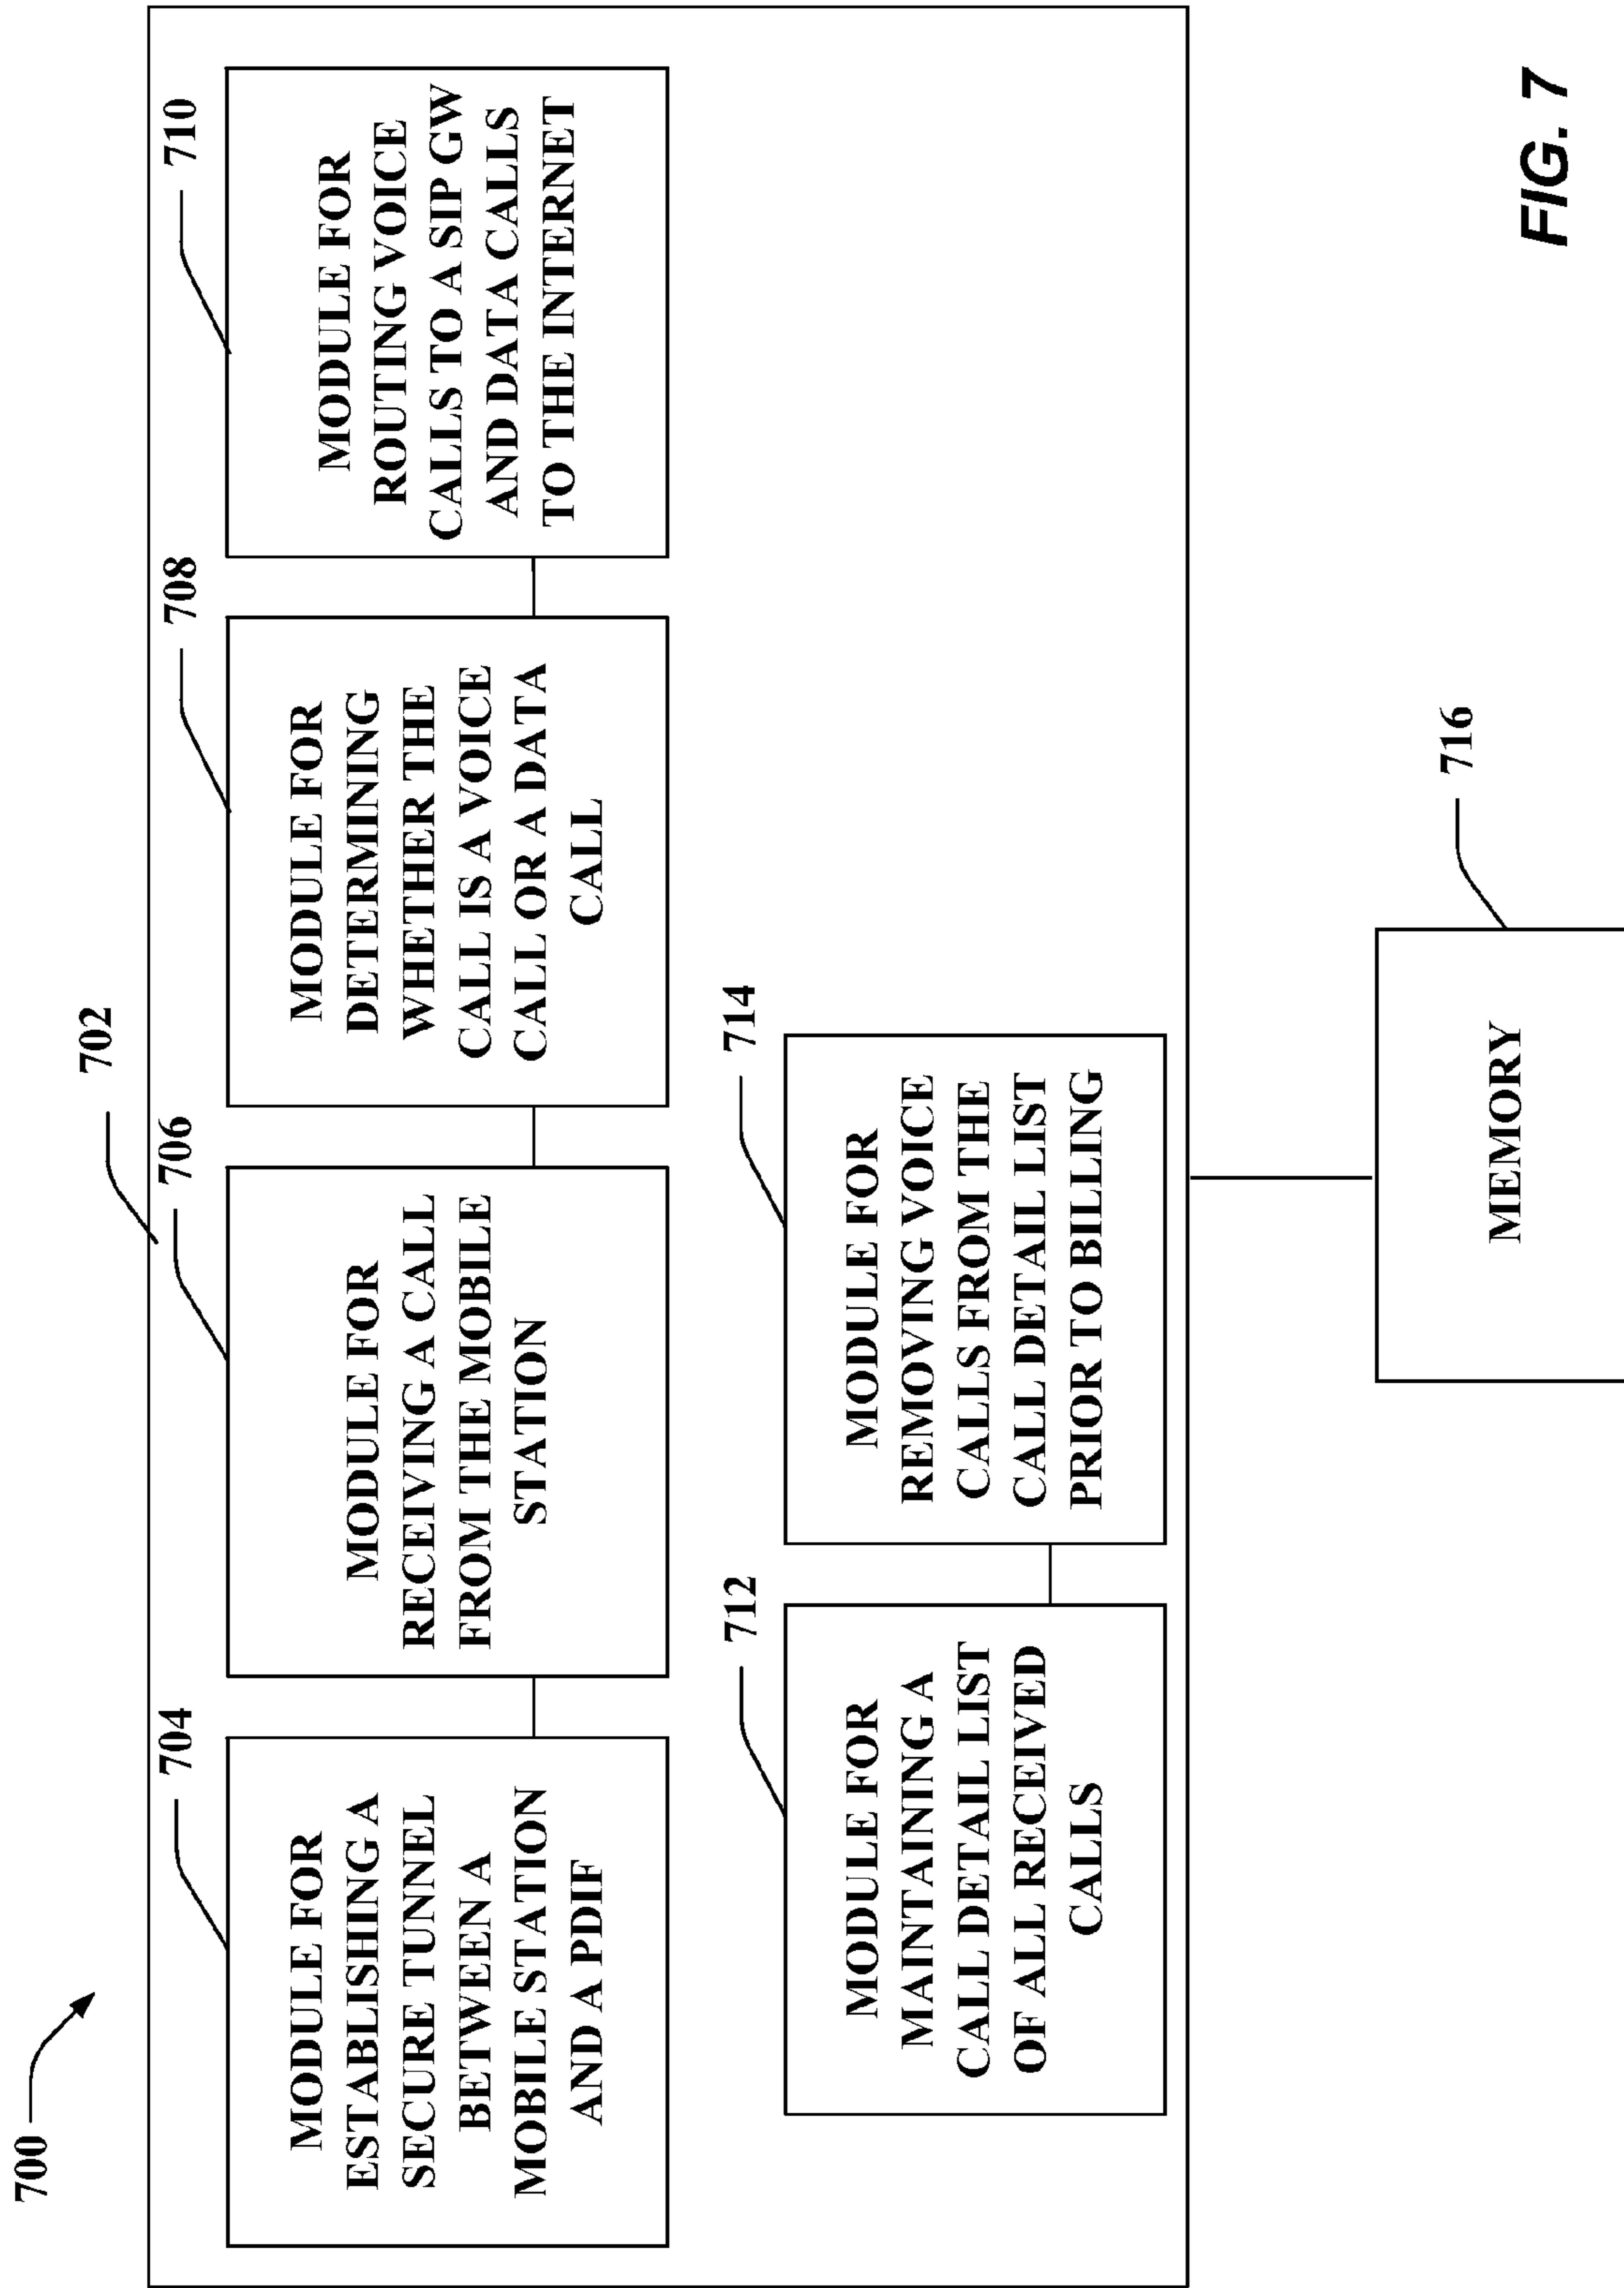 700
702
704
MODULE FOR
ESTABLISHING A
SECURE TUNNEL
BETWEEN A
MOBILE STATION
AND A PDIF
706
MODULE FOR
RECEIVING A CALL
FROM THE MOBILE
STATION
708
MODULE FOR
DETERMINING
WHETHER THE
CALL IS A VOICE
CALL OR A DATA
CALL
710
MODULE FOR
ROUTING VOICE
CALLS TO A SIP GW
AND DATA CALLS
TO THE INTERNET
712
MODULE FOR
MAINTAINING A
CALL DETAIL LIST
OF ALL RECEIVED
CALLS
714
MODULE FOR
REMOVING VOICE
CALLS FROM THE
CALL DETAIL LIST
PRIOR TO BILLING
716
MEMORY
FIG. 7